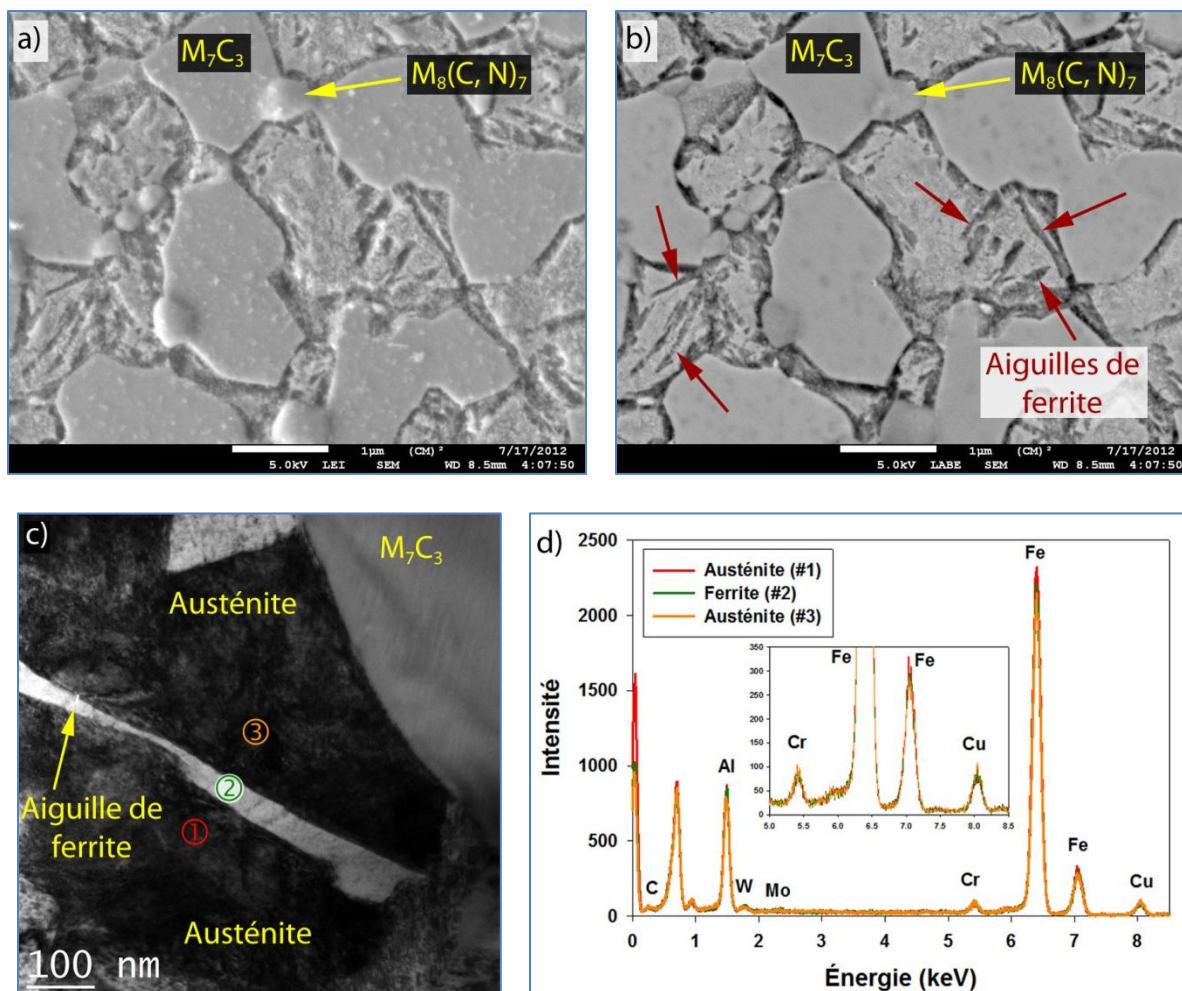 a)
M₇C₃
M₈(C, N)₇
1µm (CM)² 7/17/2012
5.0kV LEI SEM WD 8.5mm 4:07:50
b)
M₇C₃
M₈(C, N)₇
Aiguilles de
ferrite
1µm (CM)² 7/17/2012
5.0kV LABE SEM WD 8.5mm 4:07:50
c)
M₇C₃
Austénite
③
②
①
Aiguille de
ferrite
Austénite
100 nm
d)
2500
2000
1500
1000
500
0
Intensité
Austénite (#1)
Ferrite (#2)
Austénite (#3)
Fe
350
300
250
200
150
100
50
0
Fe
Fe
Cr
Cu
5.0 5.5 6.0 6.5 7.0 7.5 8.0 8.5
Al
C
W
Mo
Cr
Fe
Cu
0 1 2 3 4 5 6 7 8
Énergie (keV)